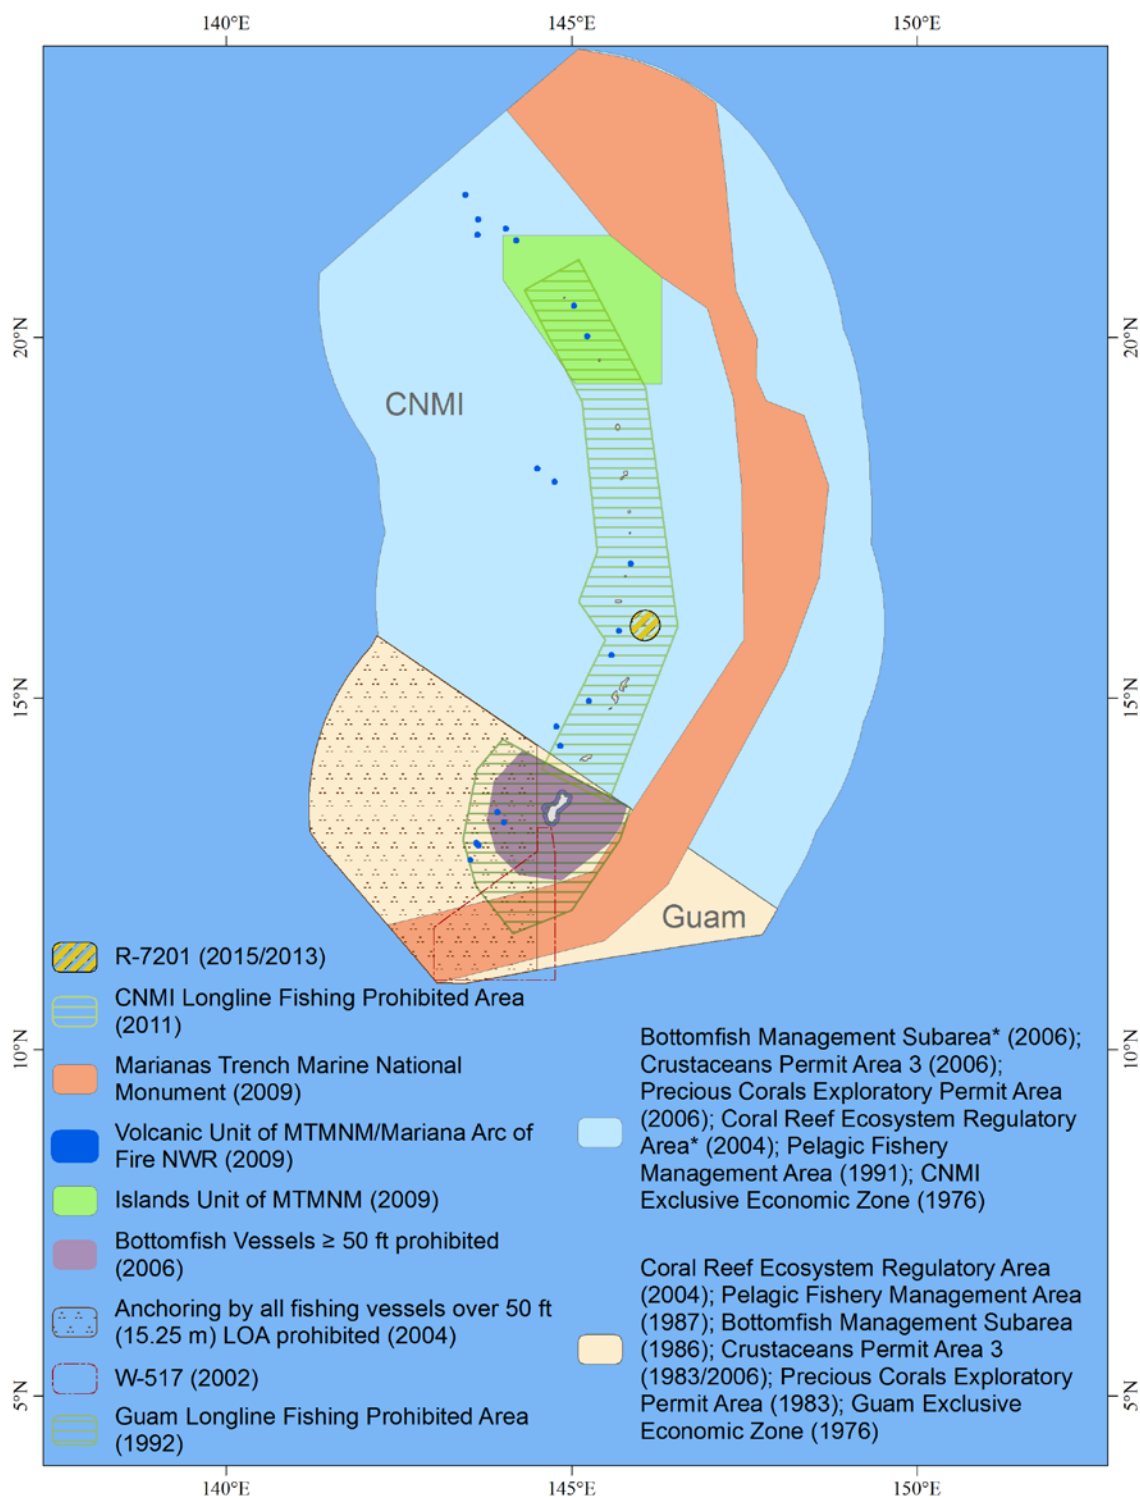 140°E
145°E
150°E
20°N
20°N
CNMI
15°N
15°N
Guam
R-7201 (2015/2013)
CNMI Longline Fishing Prohibited Area
(2011)
Marianas Trench Marine National
Monument (2009)
Volcanic Unit of MTMNM/Mariana Arc of
Fire NWR (2009)
Islands Unit of MTMNM (2009)
Bottomfish Vessels ≥ 50 ft prohibited
(2006)
Anchoring by all fishing vessels over 50 ft
(15.25 m) LOA prohibited (2004)
W-517 (2002)
Guam Longline Fishing Prohibited Area
(1992)
10°N
10°N
Bottomfish Management Subarea* (2006);
Crustaceans Permit Area 3 (2006);
Precious Corals Exploratory Permit Area
(2006); Coral Reef Ecosystem Regulatory
Area* (2004); Pelagic Fishery
Management Area (1991); CNMI
Exclusive Economic Zone (1976)
Coral Reef Ecosystem Regulatory Area
(2004); Pelagic Fishery Management Area
(1987); Bottomfish Management Subarea
(1986); Crustaceans Permit Area 3
(1983/2006); Precious Corals Exploratory
Permit Area (1983); Guam Exclusive
Economic Zone (1976)
5°N
5°N
140°E
145°E
150°E